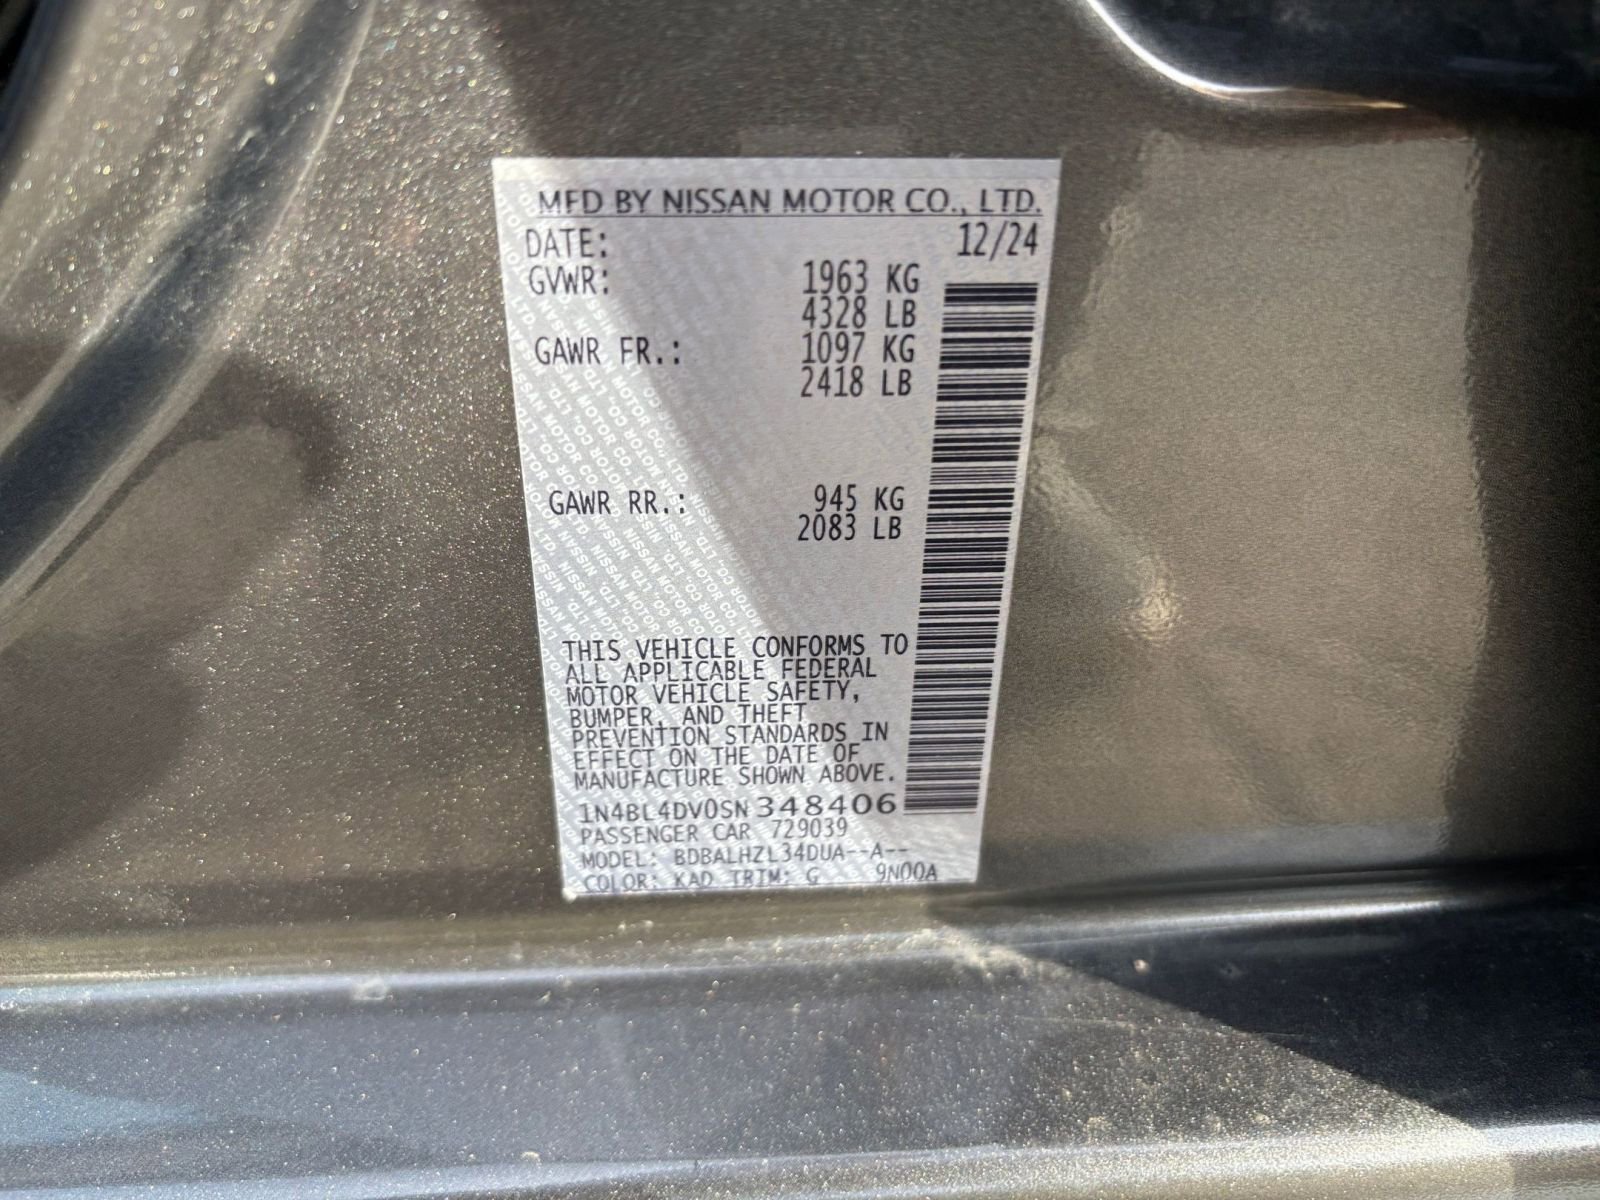 MFD BY NISSAN MOTOR CO., LTD.
DATE: 12/24
GVWR: 1963 KG
4328 LB
GAWR FR.: 1097 KG
2418 LB
GAWR RR.: 945 KG
2083 LB
THIS VEHICLE CONFORMS TO
ALL APPLICABLE FEDERAL
MOTOR VEHICLE SAFETY,
BUMPER, AND THEFT
PREVENTION STANDARDS IN
EFFECT ON THE DATE OF
MANUFACTURE SHOWN ABOVE.
1N4BL4DV0SN348406
PASSENGER CAR 729039
MODEL: BDBALHZL34DUA--A--
COLOR: KAD TRIM: G 9N00A